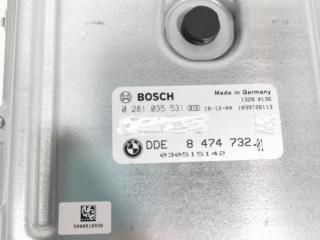 BOSCH Made in Germany
0 281 035 531 18-12-04 1328 0136
1039T26113
DDE 8 474 732-01
030515142
5000810930